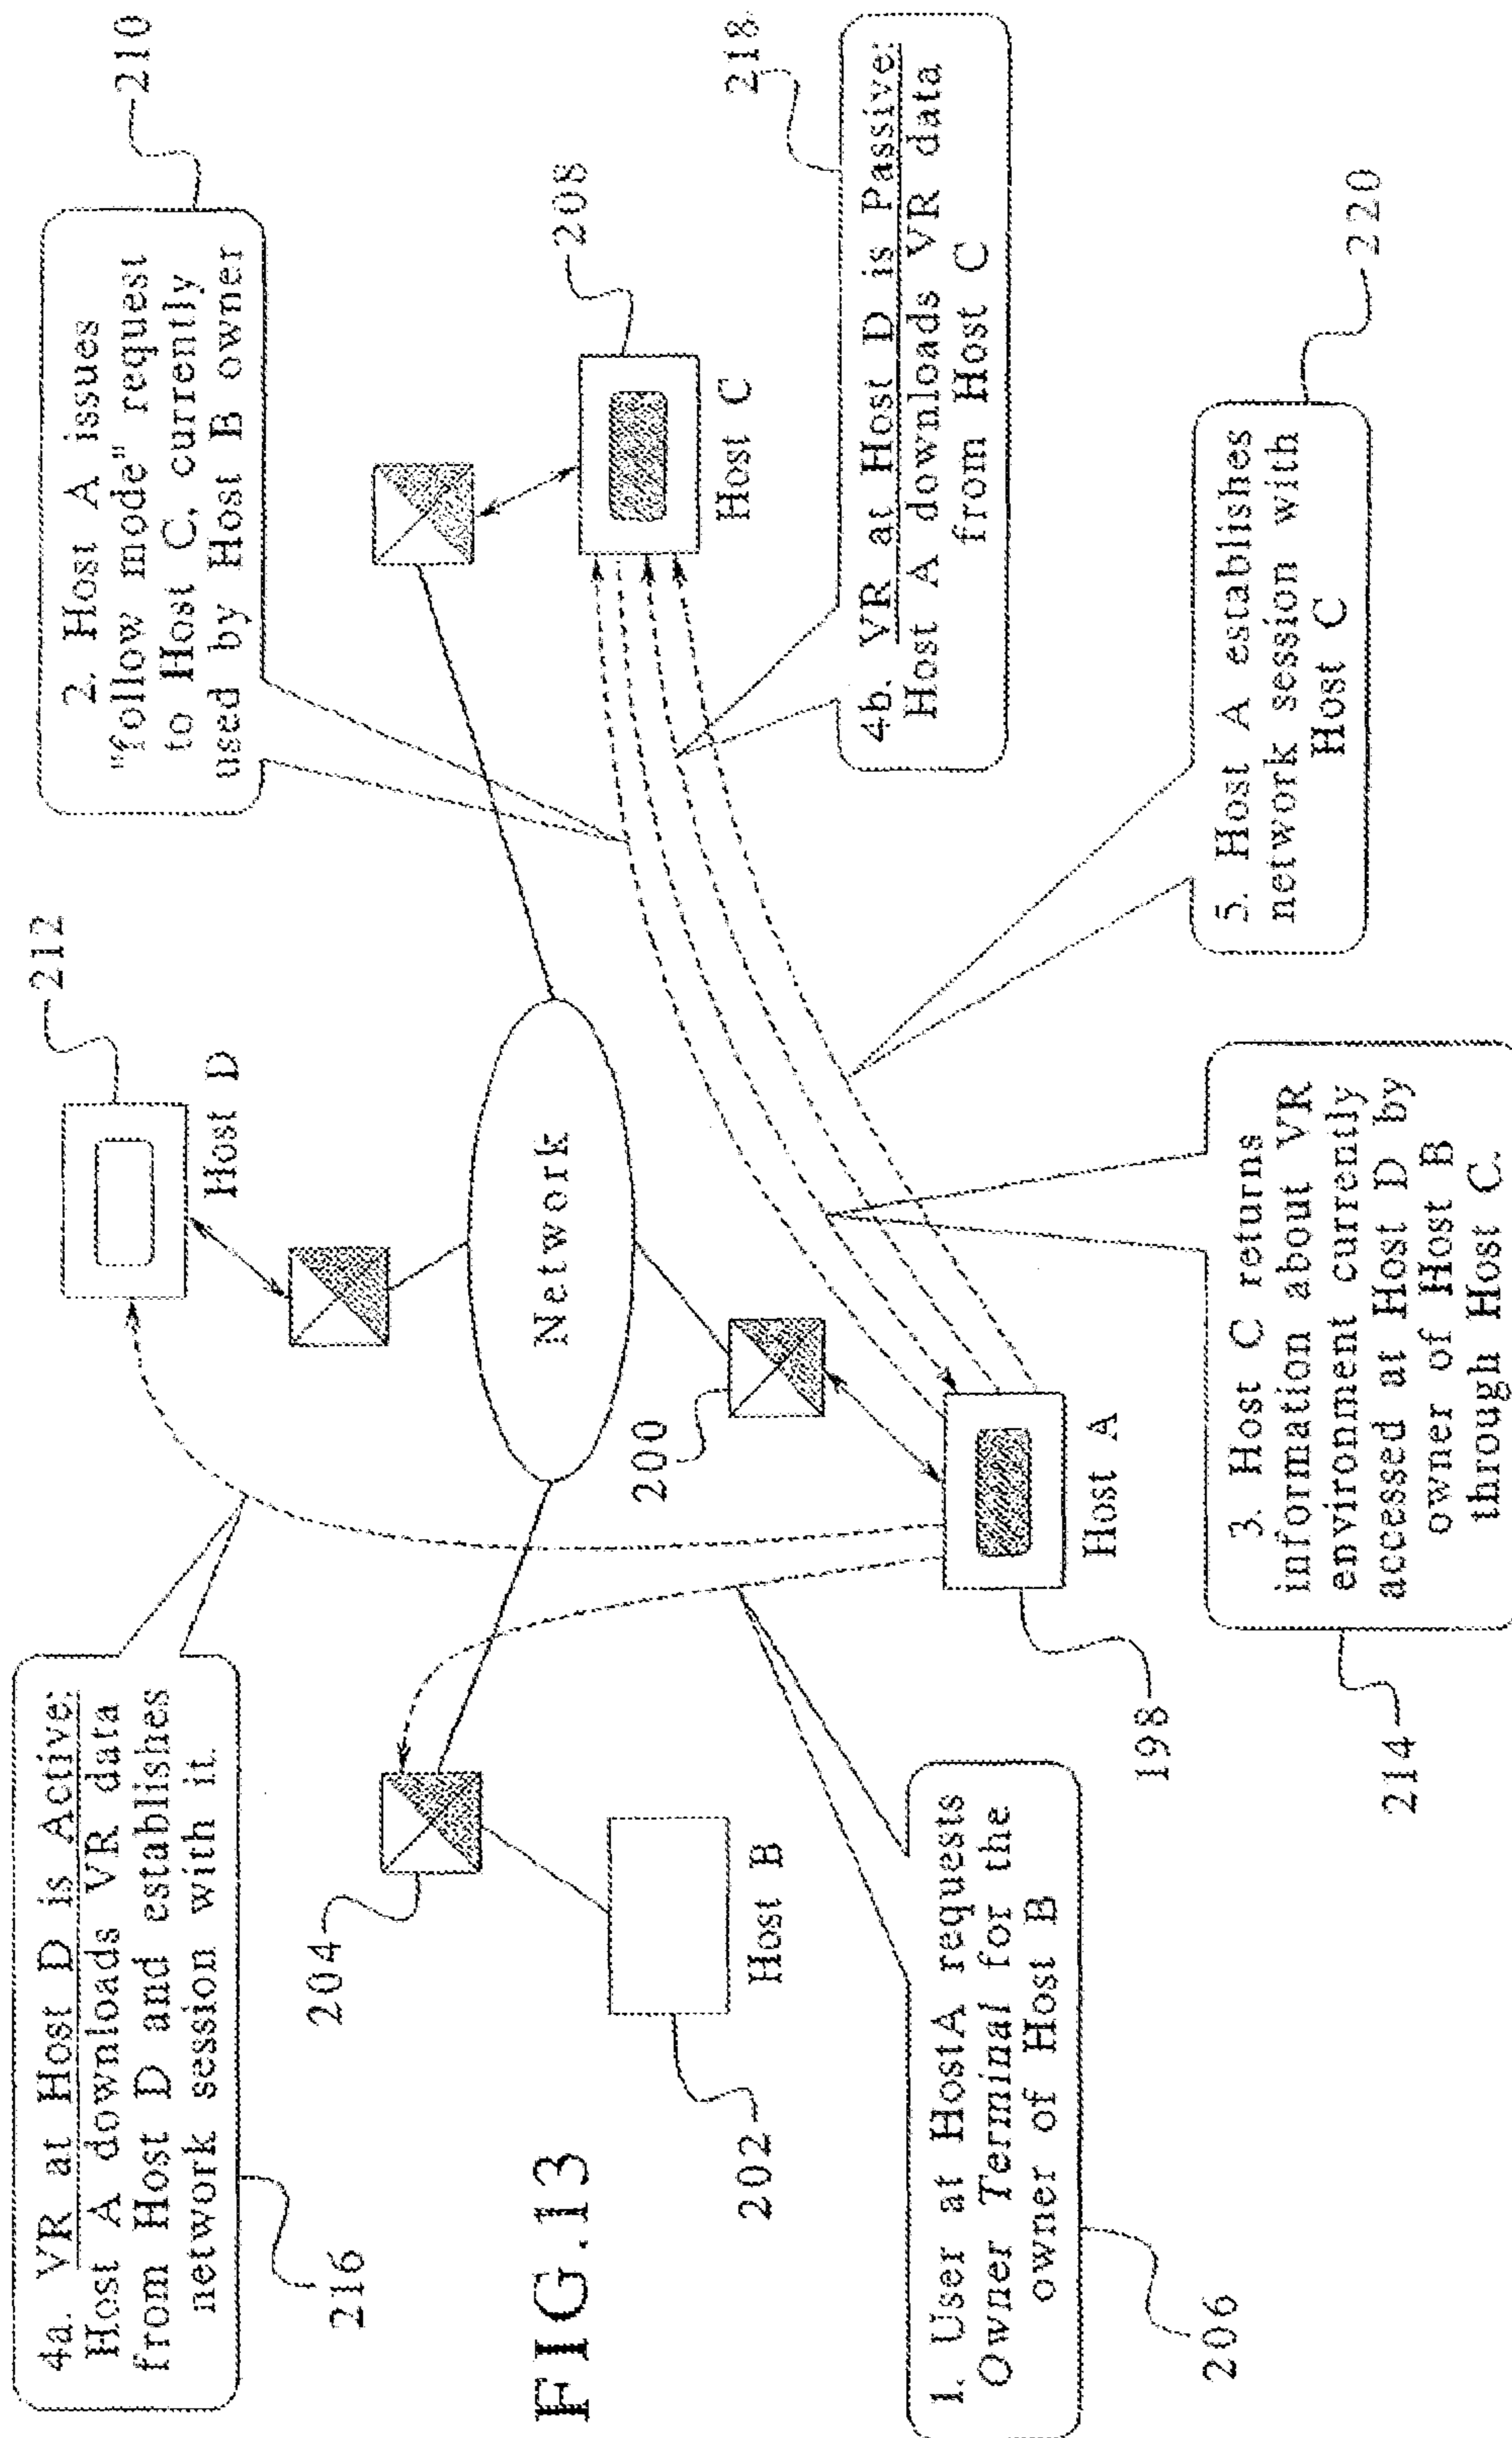 4a. VR at Host D is Active:
Host A downloads VR data
from Host D and establishes
network session with it.
216
212
Host D
2. Host A issues
"follow mode" request
to Host C, currently
used by Host B owner
210
204
Host B
202
FIG.13
Network
200
Host A
198
208
Host C
218
4b. VR at Host D is Passive:
Host A downloads VR data
from Host C
1. User at HostA requests
Owner Terminal for the
owner of Host B
206
3. Host C returns
information about VR
environment currently
accessed at Host D by
owner of Host B
through Host C.
214
5. Host A establishes
network session with
Host C
220